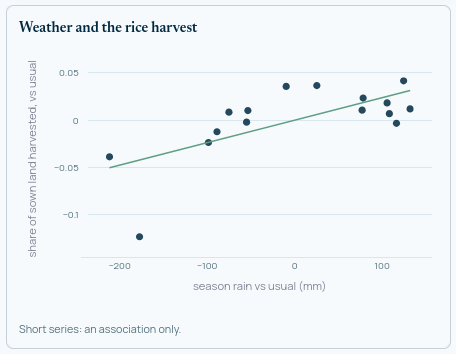 Weather and the rice harvest
share of sown land harvested, vs usual
0.05
0
−0.05
−0.1
−200
−100
0
100
season rain vs usual (mm)
Short series: an association only.